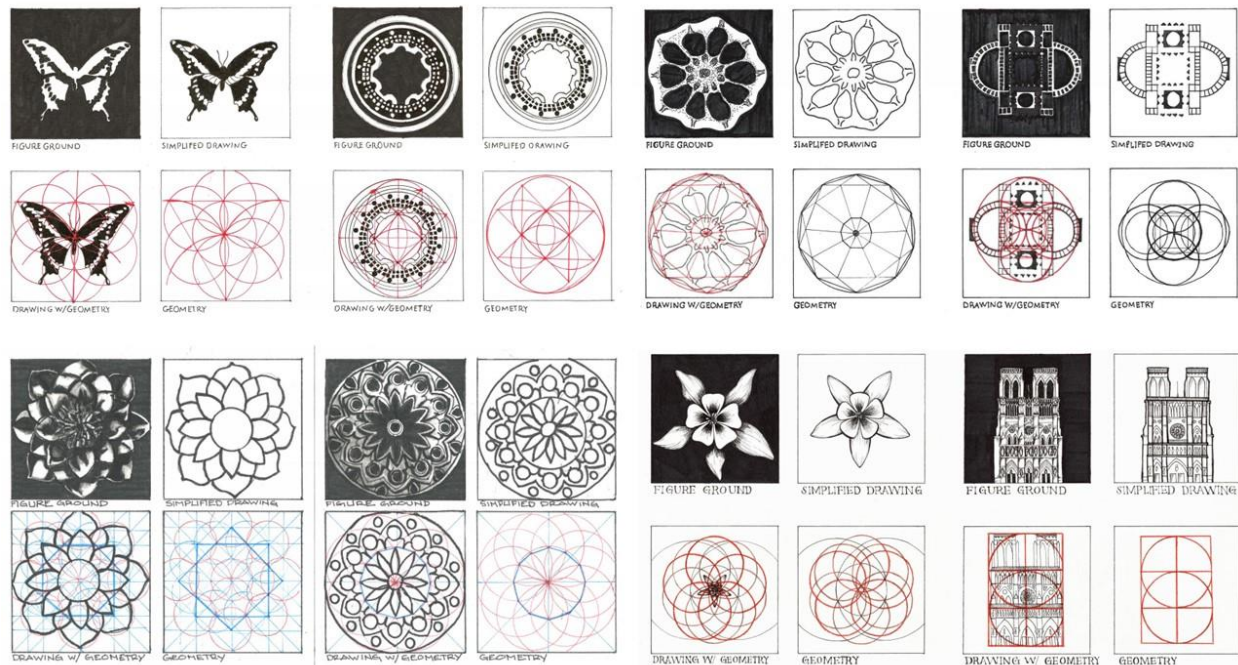 FIGURE GROUND
SIMPLIFED DRAWING
FIGURE GROUND
SIMPLIFED DRAWING
FIGURE GROUND
SIMPLIFED DRAWING
FIGURE GROUND
SIMPLIFED DRAWING
DRAWING W/GEOMETRY
GEOMETRY
DRAWING W/GEOMETRY
GEOMETRY
DRAWING W/GEOMETRY
GEOMETRY
DRAWING W/GEOMETRY
GEOMETRY
FIGURE GROUND
SIMPLIFIED DRAWING
FIGURE GROUND
SIMPLIFIED DRAWING
FIGURE GROUND
SIMPLIFIED DRAWING
FIGURE GROUND
SIMPLIFIED DRAWING
DRAWING W/ GEOMETRY
GEOMETRY
DRAWING W/ GEOMETRY
GEOMETRY
DRAWING W/ GEOMETRY
GEOMETRY
DRAWING W/ GEOMETRY
GEOMETRY